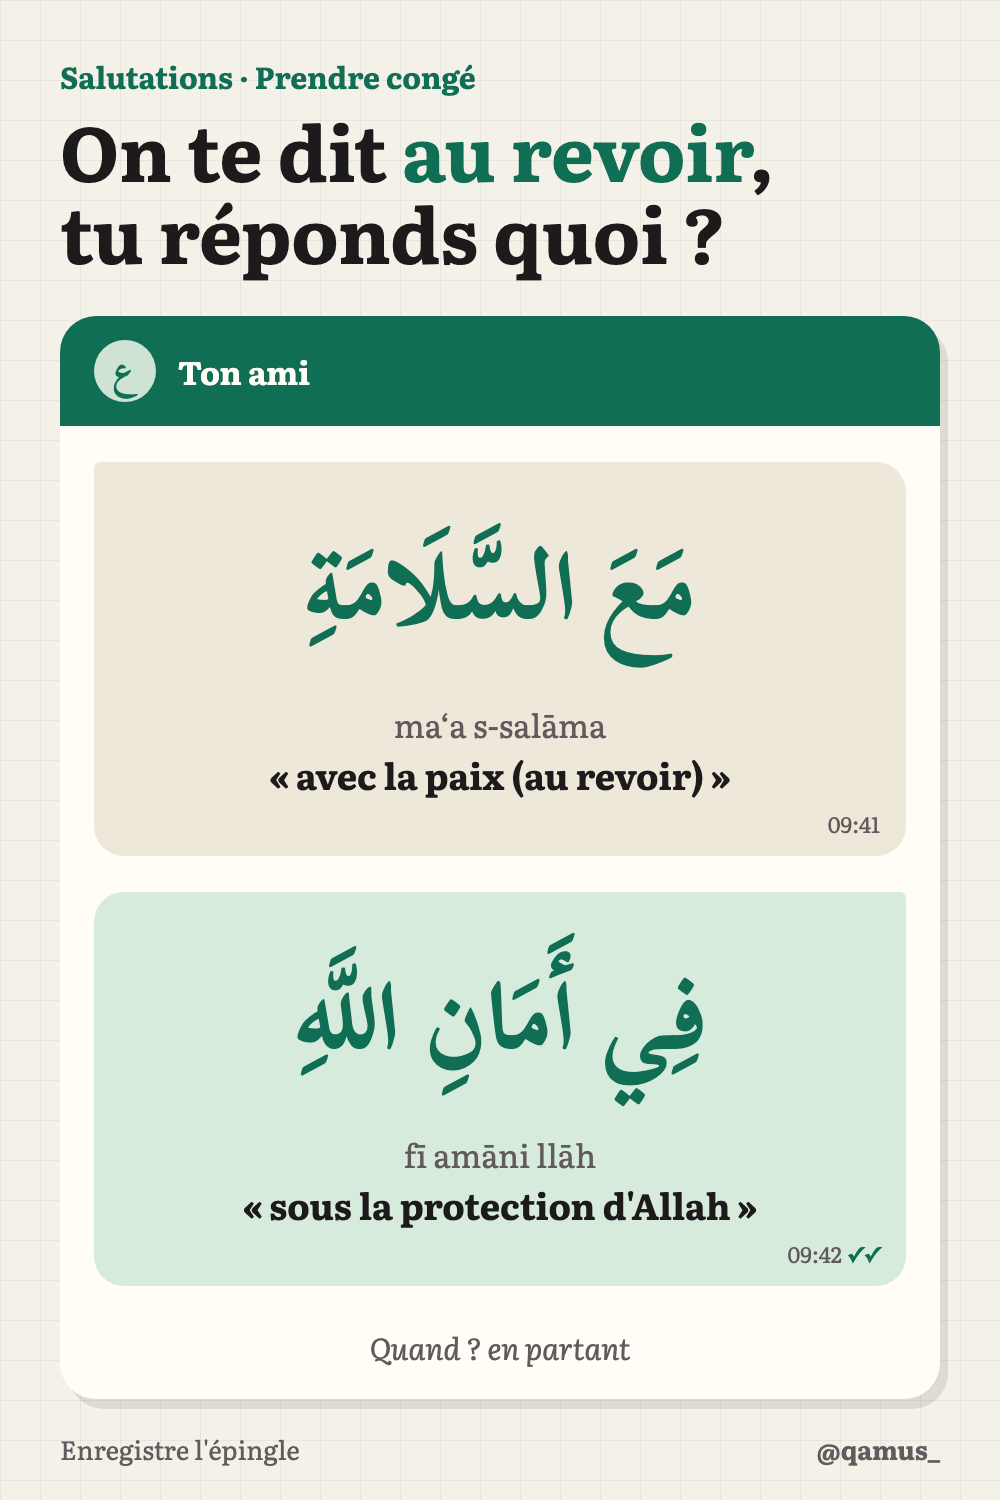 Salutations · Prendre congé
On te dit au revoir,
tu réponds quoi ?
ع
Ton ami
مَعَ السَّلَامَةِ
ma‘a s-salāma
« avec la paix (au revoir) »
09:41
فِي أَمَانِ اللَّهِ
fī amāni llāh
« sous la protection d'Allah »
09:42 ✓✓
Quand ? en partant
Enregistre l'épingle
@qamus_